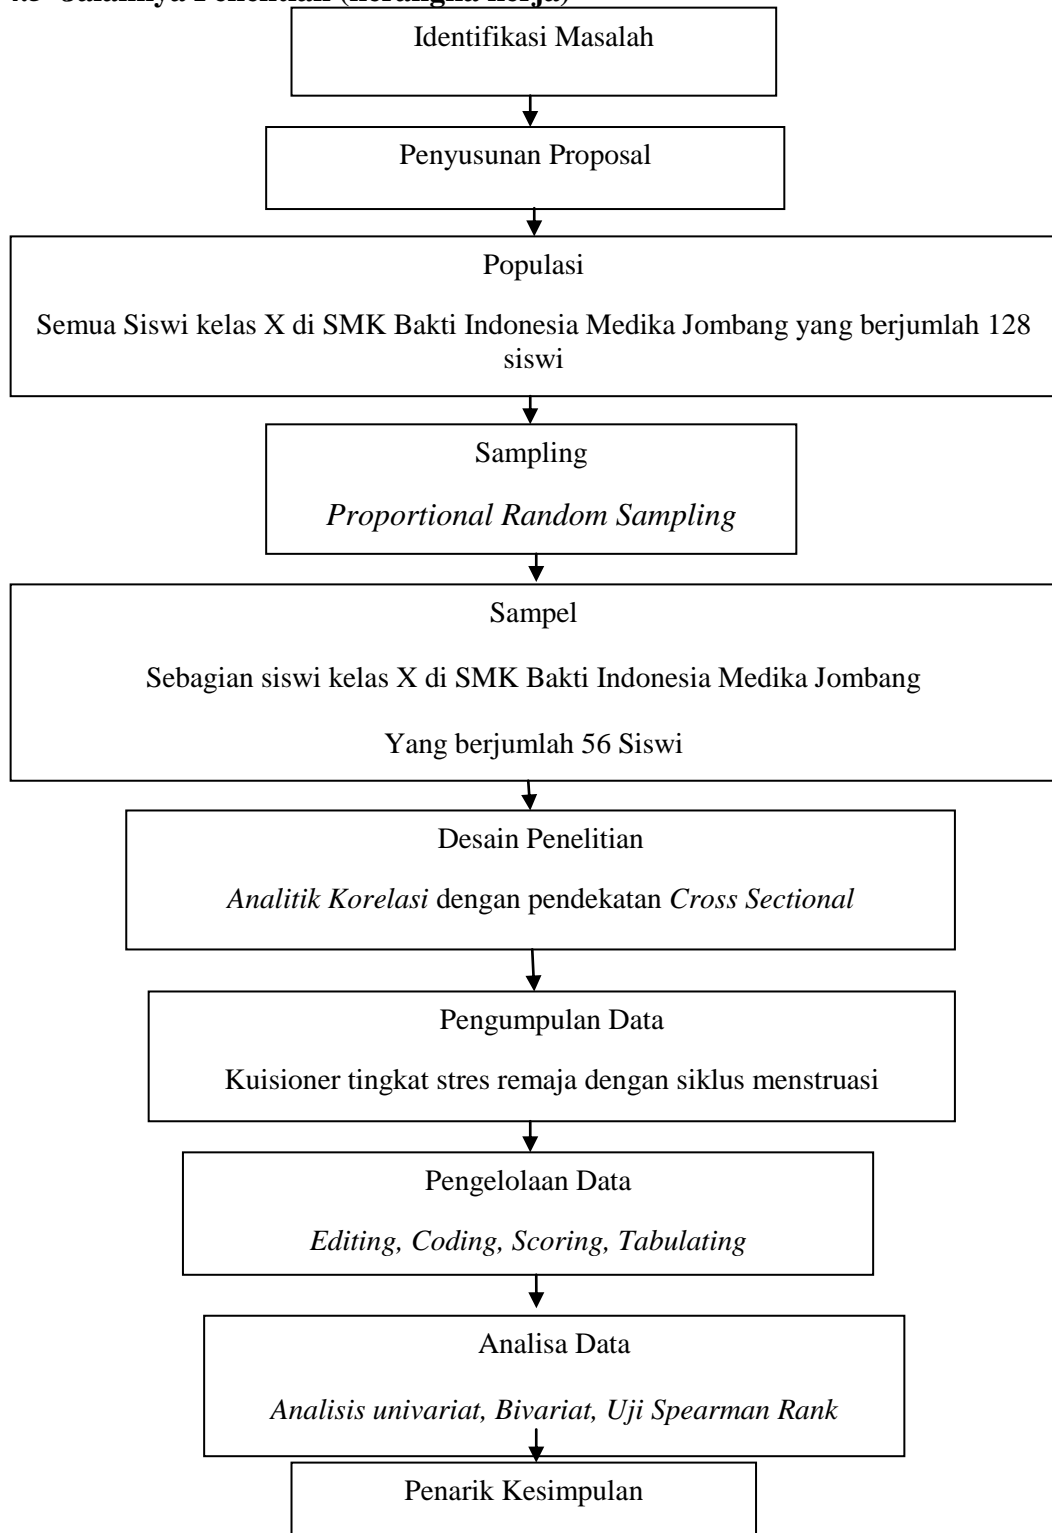 Identifikasi Masalah
Penyusunan Proposal
Populasi
Semua Siswi kelas X di SMK Bakti Indonesia Medika Jombang yang berjumlah 128
siswi
Sampling
Proportional Random Sampling
Sampel
Sebagian siswi kelas X di SMK Bakti Indonesia Medika Jombang
Yang berjumlah 56 Siswi
Desain Penelitian
Analitik Korelasi dengan pendekatan Cross Sectional
Pengumpulan Data
Kuisioner tingkat stres remaja dengan siklus menstruasi
Pengelolaan Data
Editing, Coding, Scoring, Tabulating
Analisa Data
Analisis univariat, Bivariat, Uji Spearman Rank
Penarik Kesimpulan